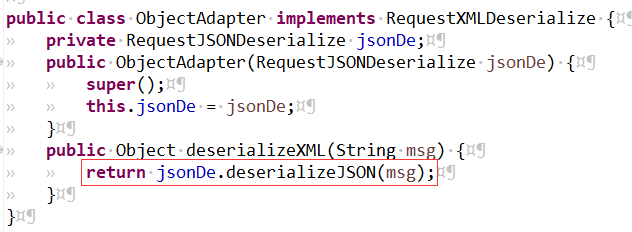 public class ObjectAdapter implements RequestXMLDeserialize {
private RequestJSONDeserialize jsonDe;
public ObjectAdapter(RequestJSONDeserialize jsonDe) {
super();
this.jsonDe = jsonDe;
}
public Object deserializeXML(String msg) {
return jsonDe.deserializeJSON(msg);
}
}